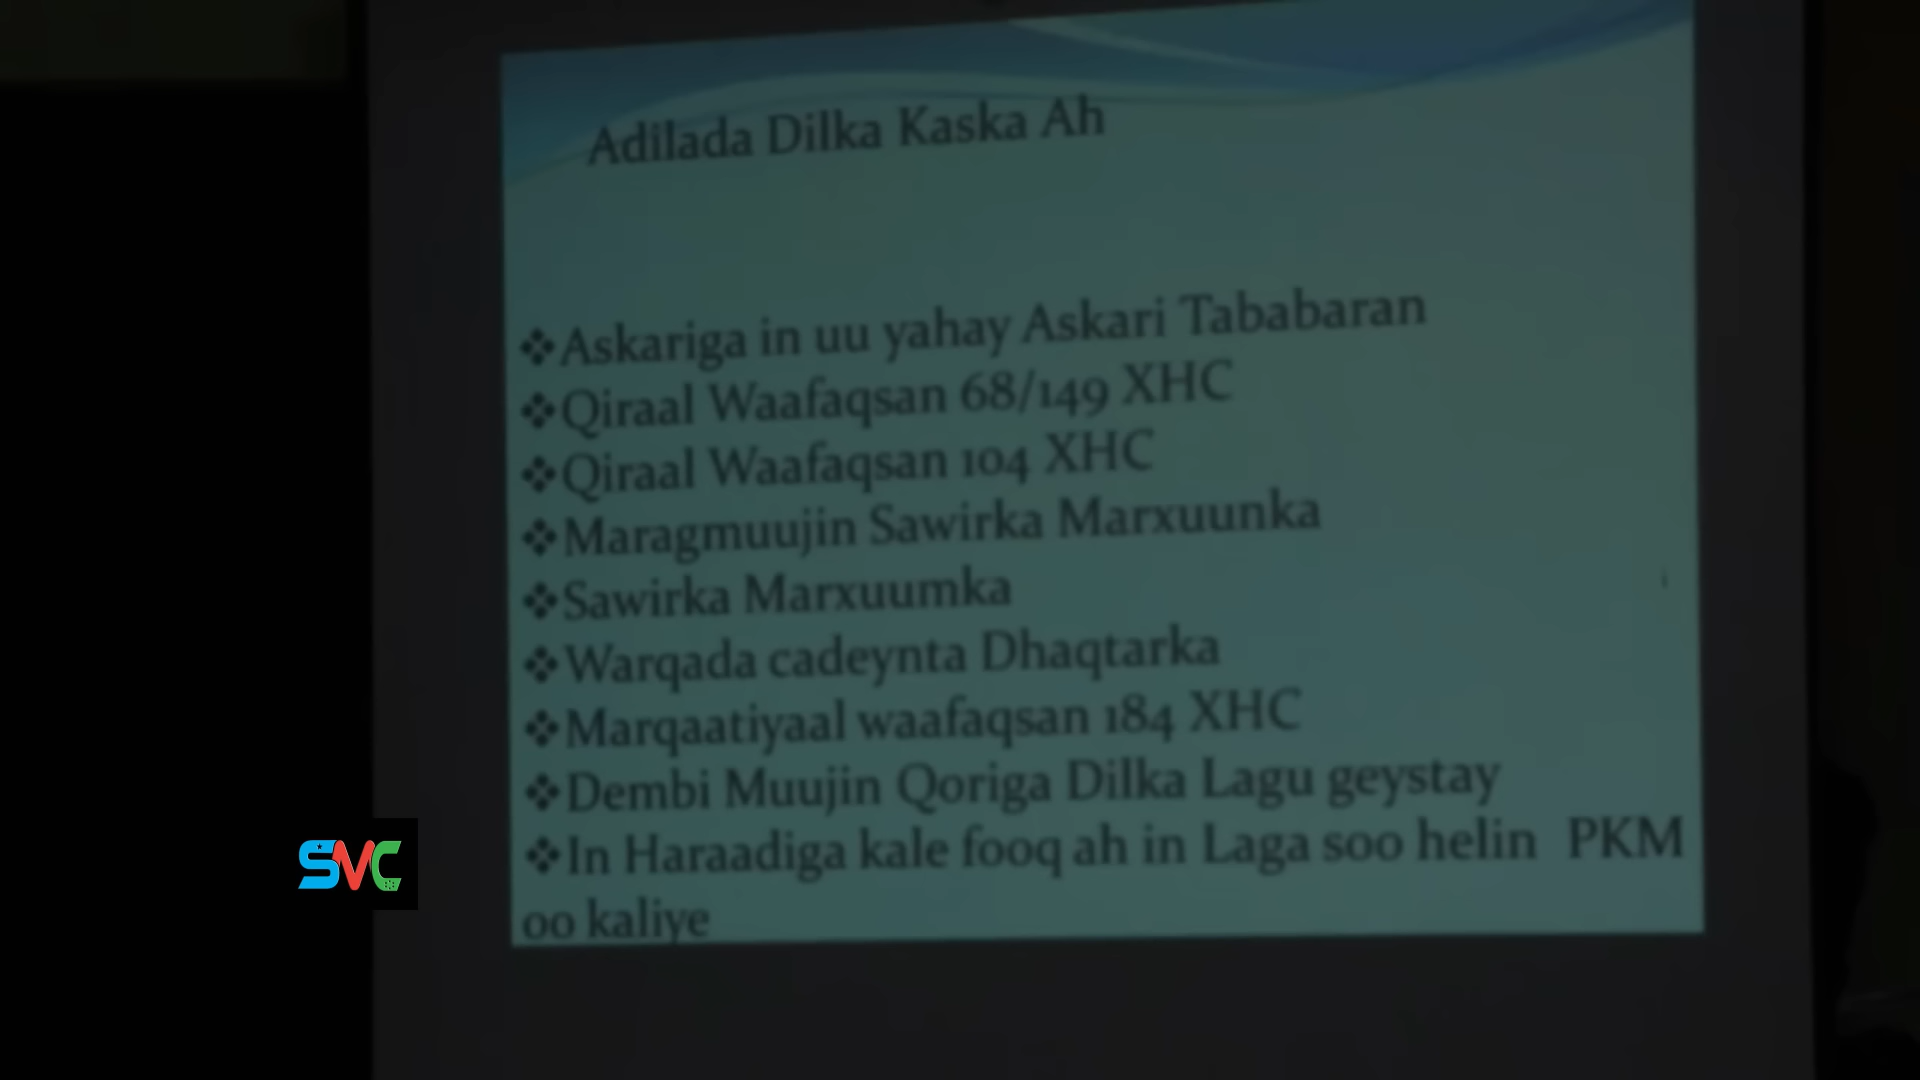 Adilada Dilka Kaska Ah
❖Askariga in uu yahay Askari Tababaran
❖Qiraal Waafaqsan 68/149 XHC
❖Qiraal Waafaqsan 104 XHC
❖Maragmuujin Sawirka Marxuunka
❖Sawirka Marxuumka
❖Warqada cadeynta Dhaqtarka
❖Marqaatiyaal waafaqsan 184 XHC
❖Dembi Muujin Qoriga Dilka Lagu geystay
❖In Haraadiga kale fooq ah in Laga soo helin PKM
oo kaliye
SVC